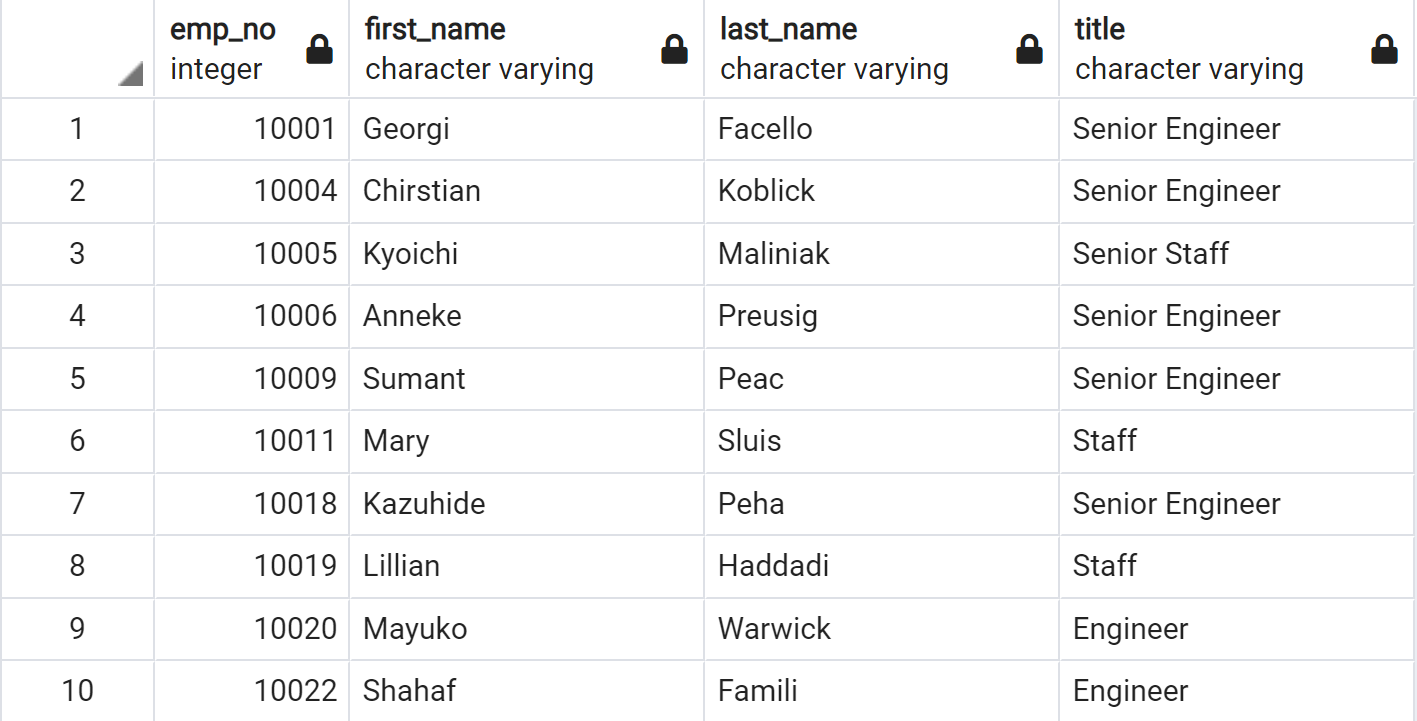 emp_no first_name last_name title
integer character varying character varying character varying
1 10001 Georgi Facello Senior Engineer
2 10004 Chirstian Koblick Senior Engineer
3 10005 Kyoichi Maliniak Senior Staff
4 10006 Anneke Preusig Senior Engineer
5 10009 Sumant Peac Senior Engineer
6 10011 Mary Sluis Staff
7 10018 Kazuhide Peha Senior Engineer
8 10019 Lillian Haddadi Staff
9 10020 Mayuko Warwick Engineer
10 10022 Shahaf Famili Engineer